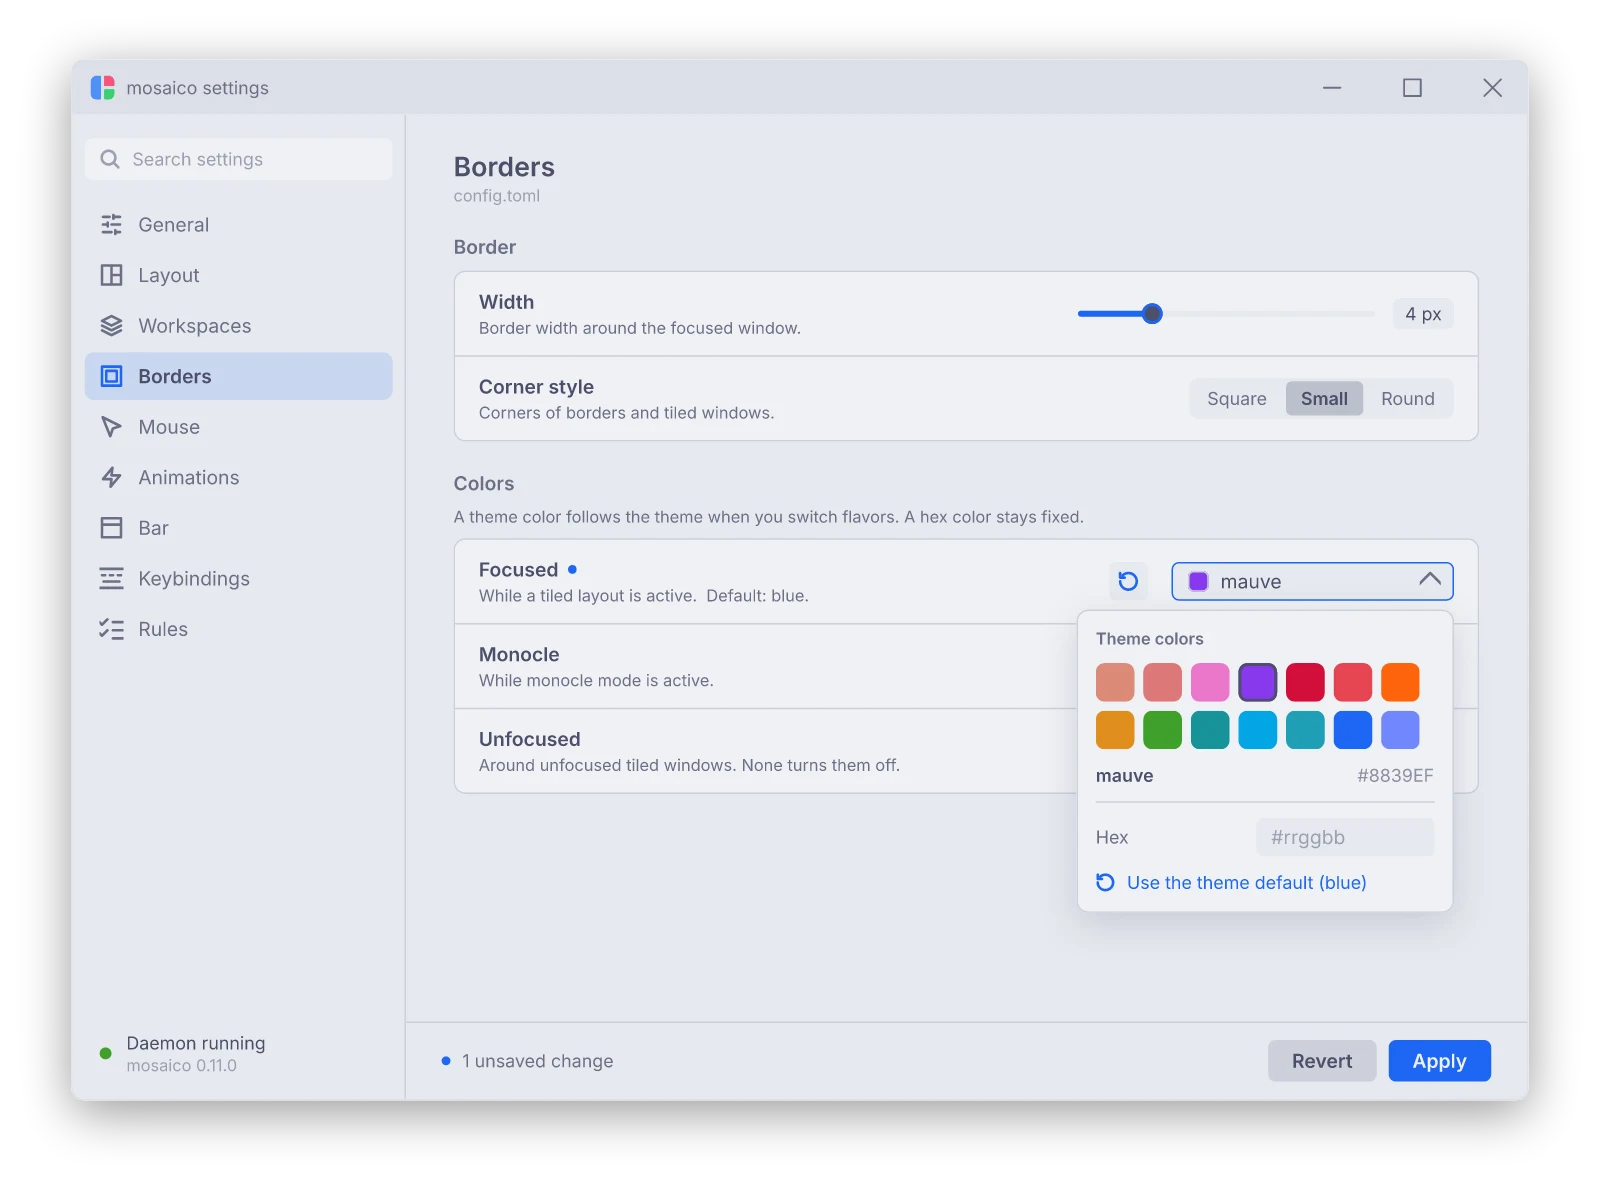 mosaico settings
Search settings
General
Layout
Workspaces
Borders
Mouse
Animations
Bar
Keybindings
Rules
Daemon running
mosaico 0.11.0
Borders
config.toml
Border
Width
Border width around the focused window.
4 px
Corner style
Corners of borders and tiled windows.
Square Small Round
Colors
A theme color follows the theme when you switch flavors. A hex color stays fixed.
Focused
While a tiled layout is active. Default: blue.
mauve
Monocle
While monocle mode is active.
Unfocused
Around unfocused tiled windows. None turns them off.
Theme colors
mauve #8839EF
Hex #rrggbb
Use the theme default (blue)
1 unsaved change
Revert Apply